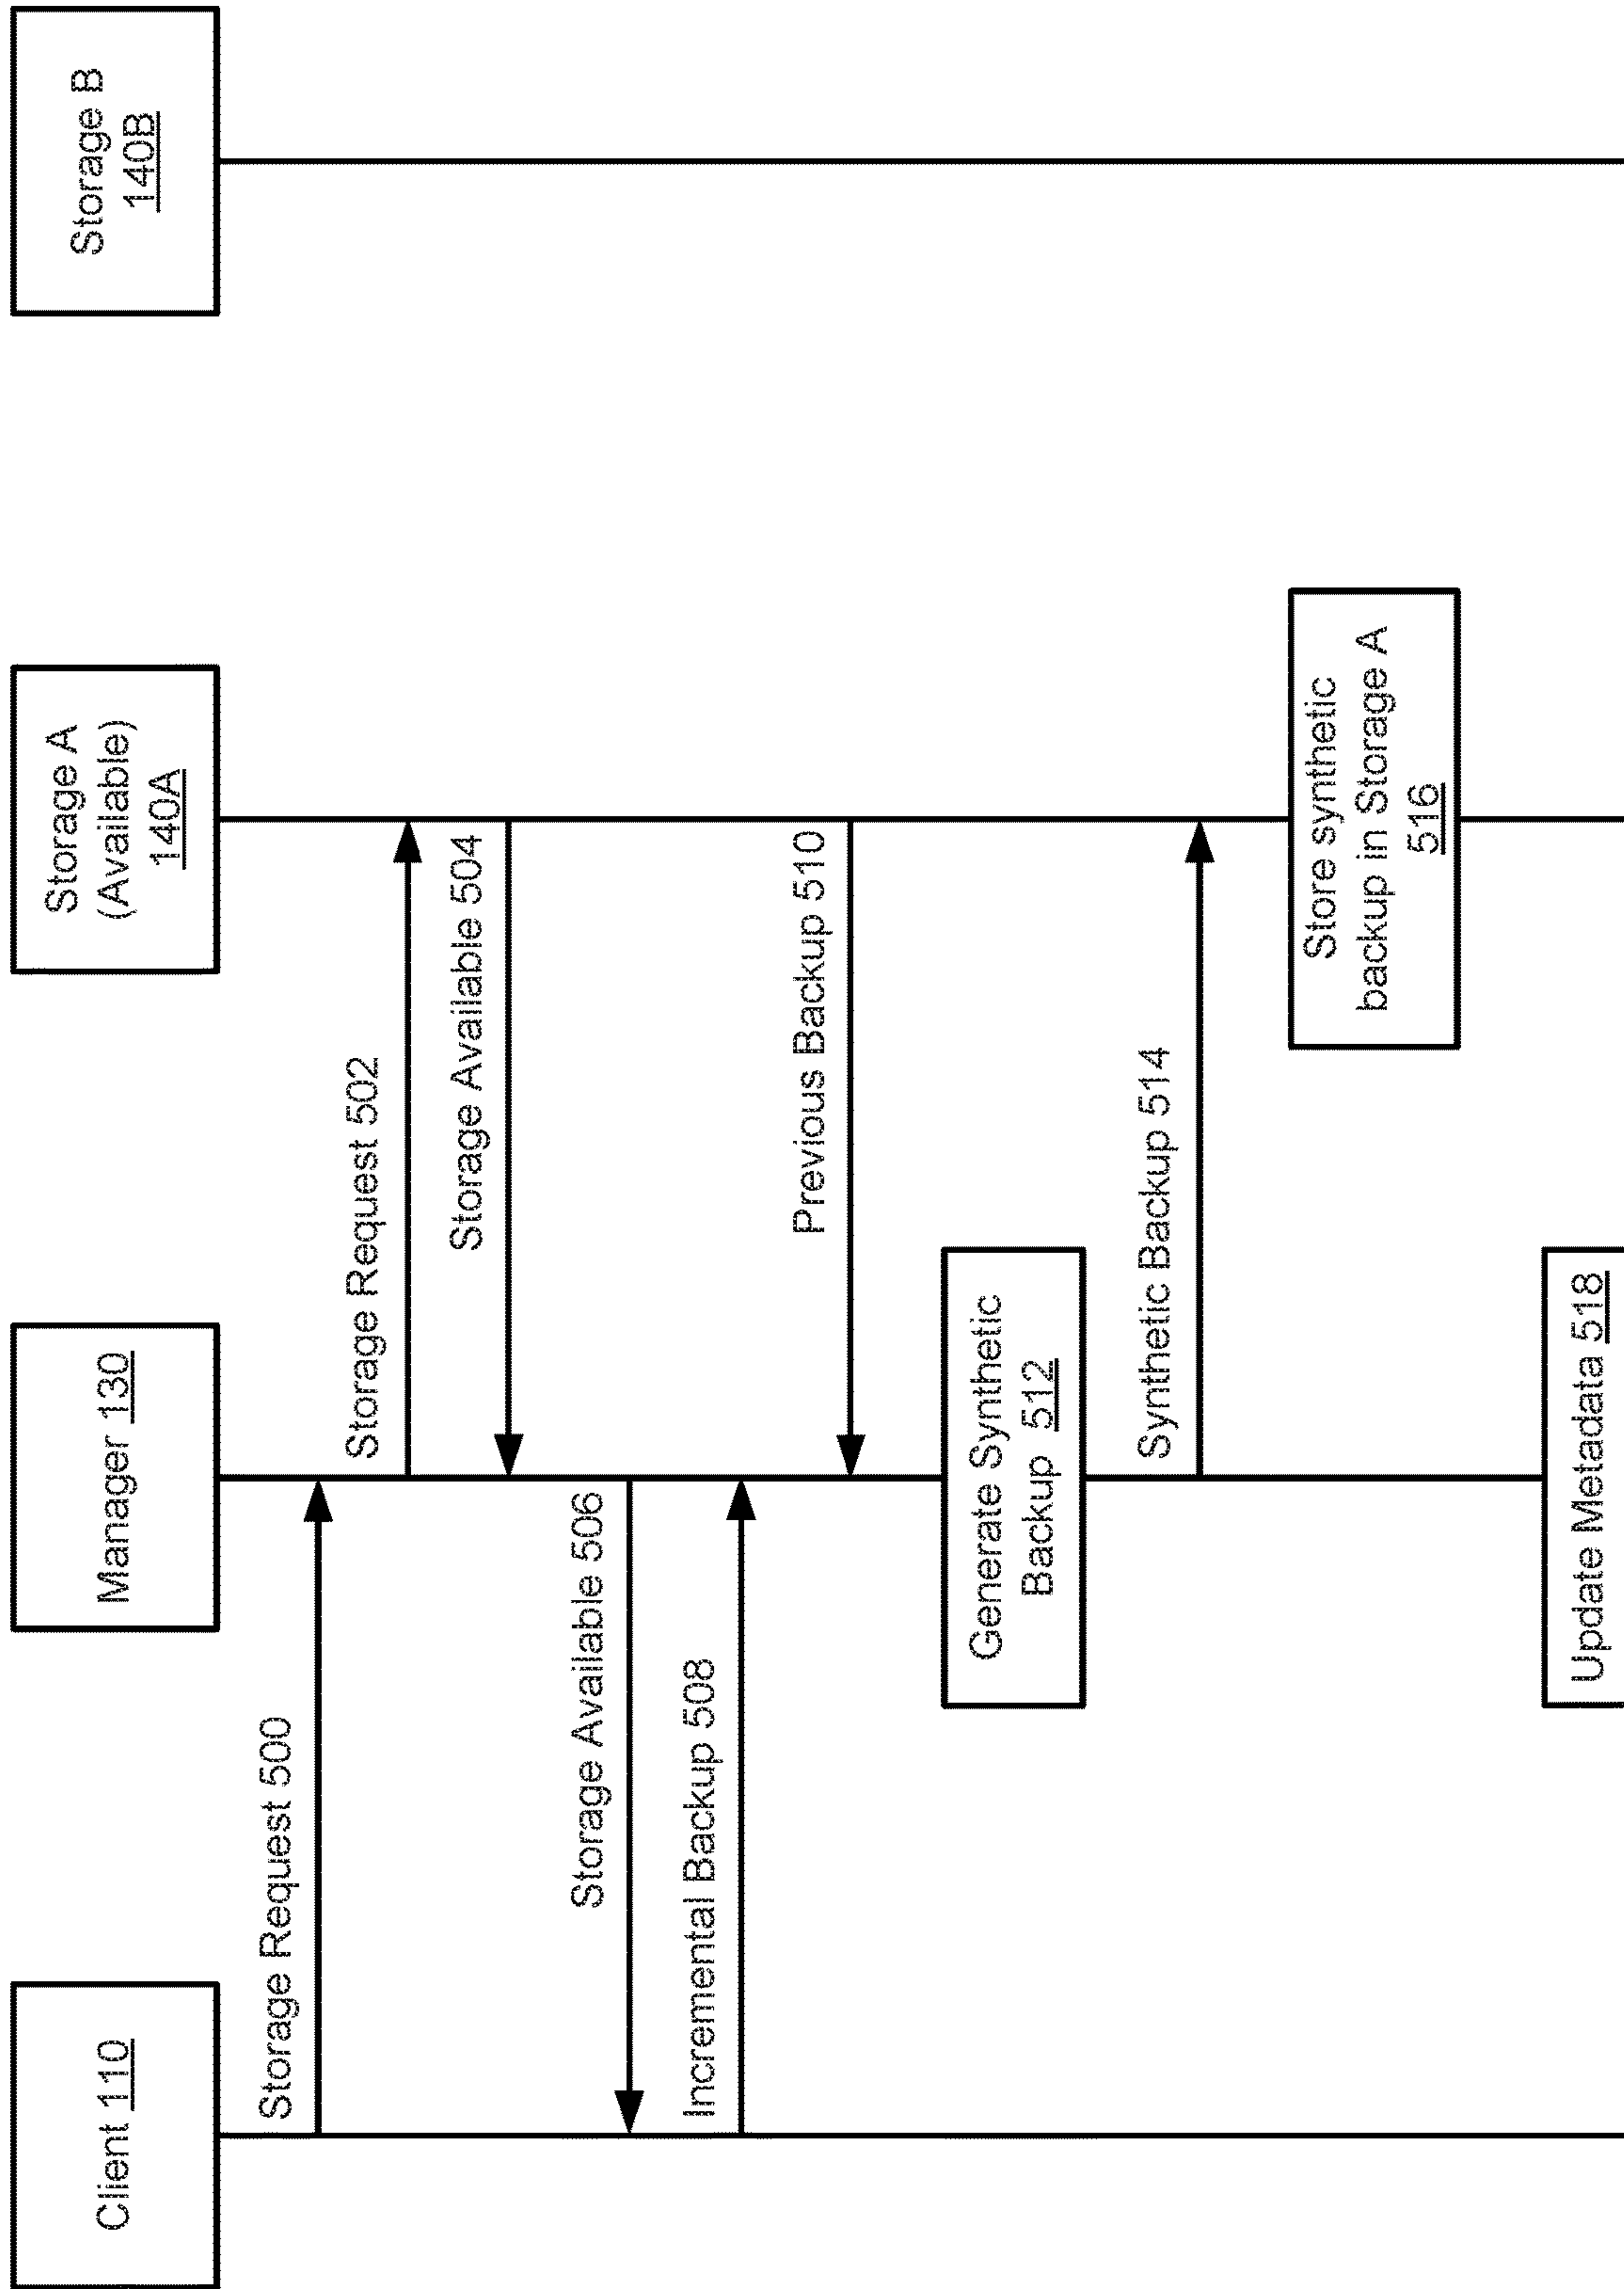 Client 110
Manager 130
Storage A
(Available)
140A
Storage B
140B
Storage Request 500
Storage Request 502
Storage Available 504
Storage Available 506
Incremental Backup 508
Previous Backup 510
Generate Synthetic
Backup 512
Synthetic Backup 514
Store synthetic
backup in Storage A
516
Update Metadata 518